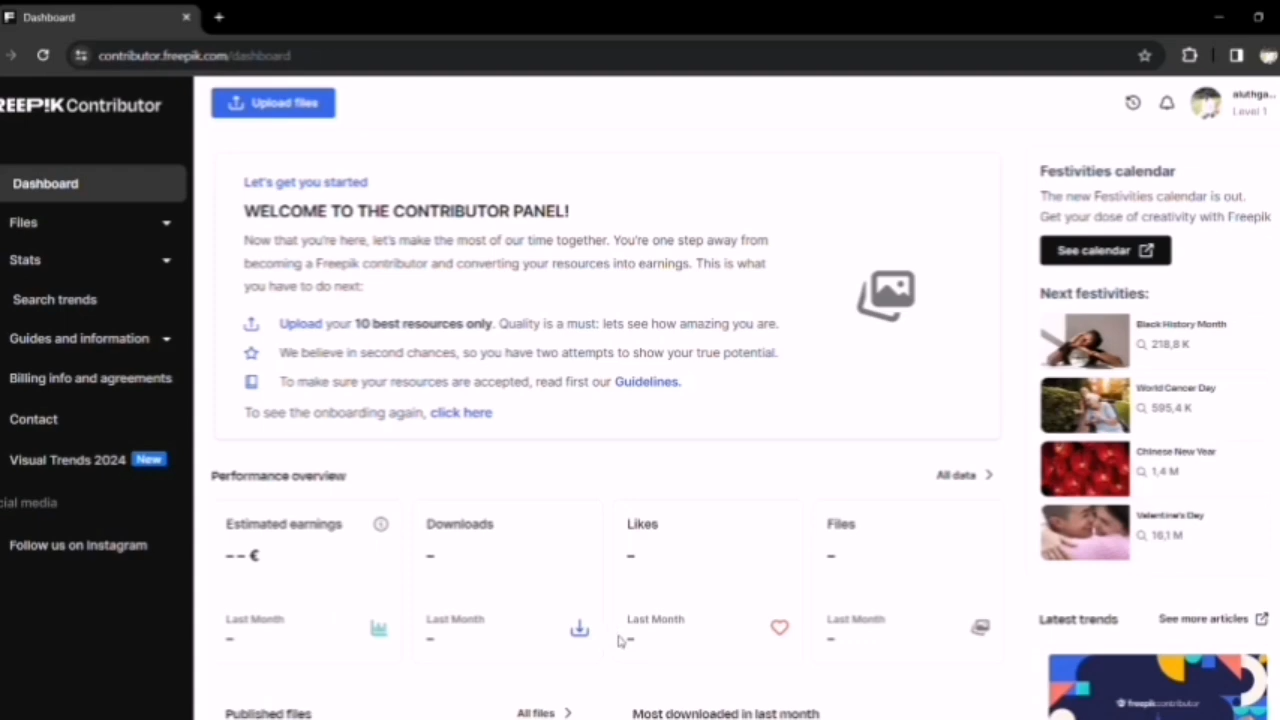 Dashboard
contributor.freepik.com/dashboard
REEPIK Contributor
Upload files
aluthga..
Level 1
Dashboard
Files
Stats
Search trends
Guides and information
Billing info and agreements
Contact
Visual Trends 2024 New
cial media
Follow us on Instagram
Let's get you started
WELCOME TO THE CONTRIBUTOR PANEL!
Now that you're here, let's make the most of our time together. You're one step away from
becoming a Freepik contributor and converting your resources into earnings. This is what
you have to do next:
Upload your 10 best resources only. Quality is a must: lets see how amazing you are.
We believe in second chances, so you have two attempts to show your true potential.
To make sure your resources are accepted, read first our Guidelines.
To see the onboarding again, click here
Performance overview
All data
Estimated earnings
-- €
Last Month
-
Downloads
-
Last Month
-
Likes
-
Last Month
-
Files
-
Last Month
-
Published files
All files
Most downloaded in last month
Festivities calendar
The new Festivities calendar is out.
Get your dose of creativity with Freepik
See calendar
Next festivities:
Black History Month
218,8 K
World Cancer Day
595,4 K
Chinese New Year
1,4 M
Valentine's Day
16,1 M
Latest trends
See more articles
freepikcontributor